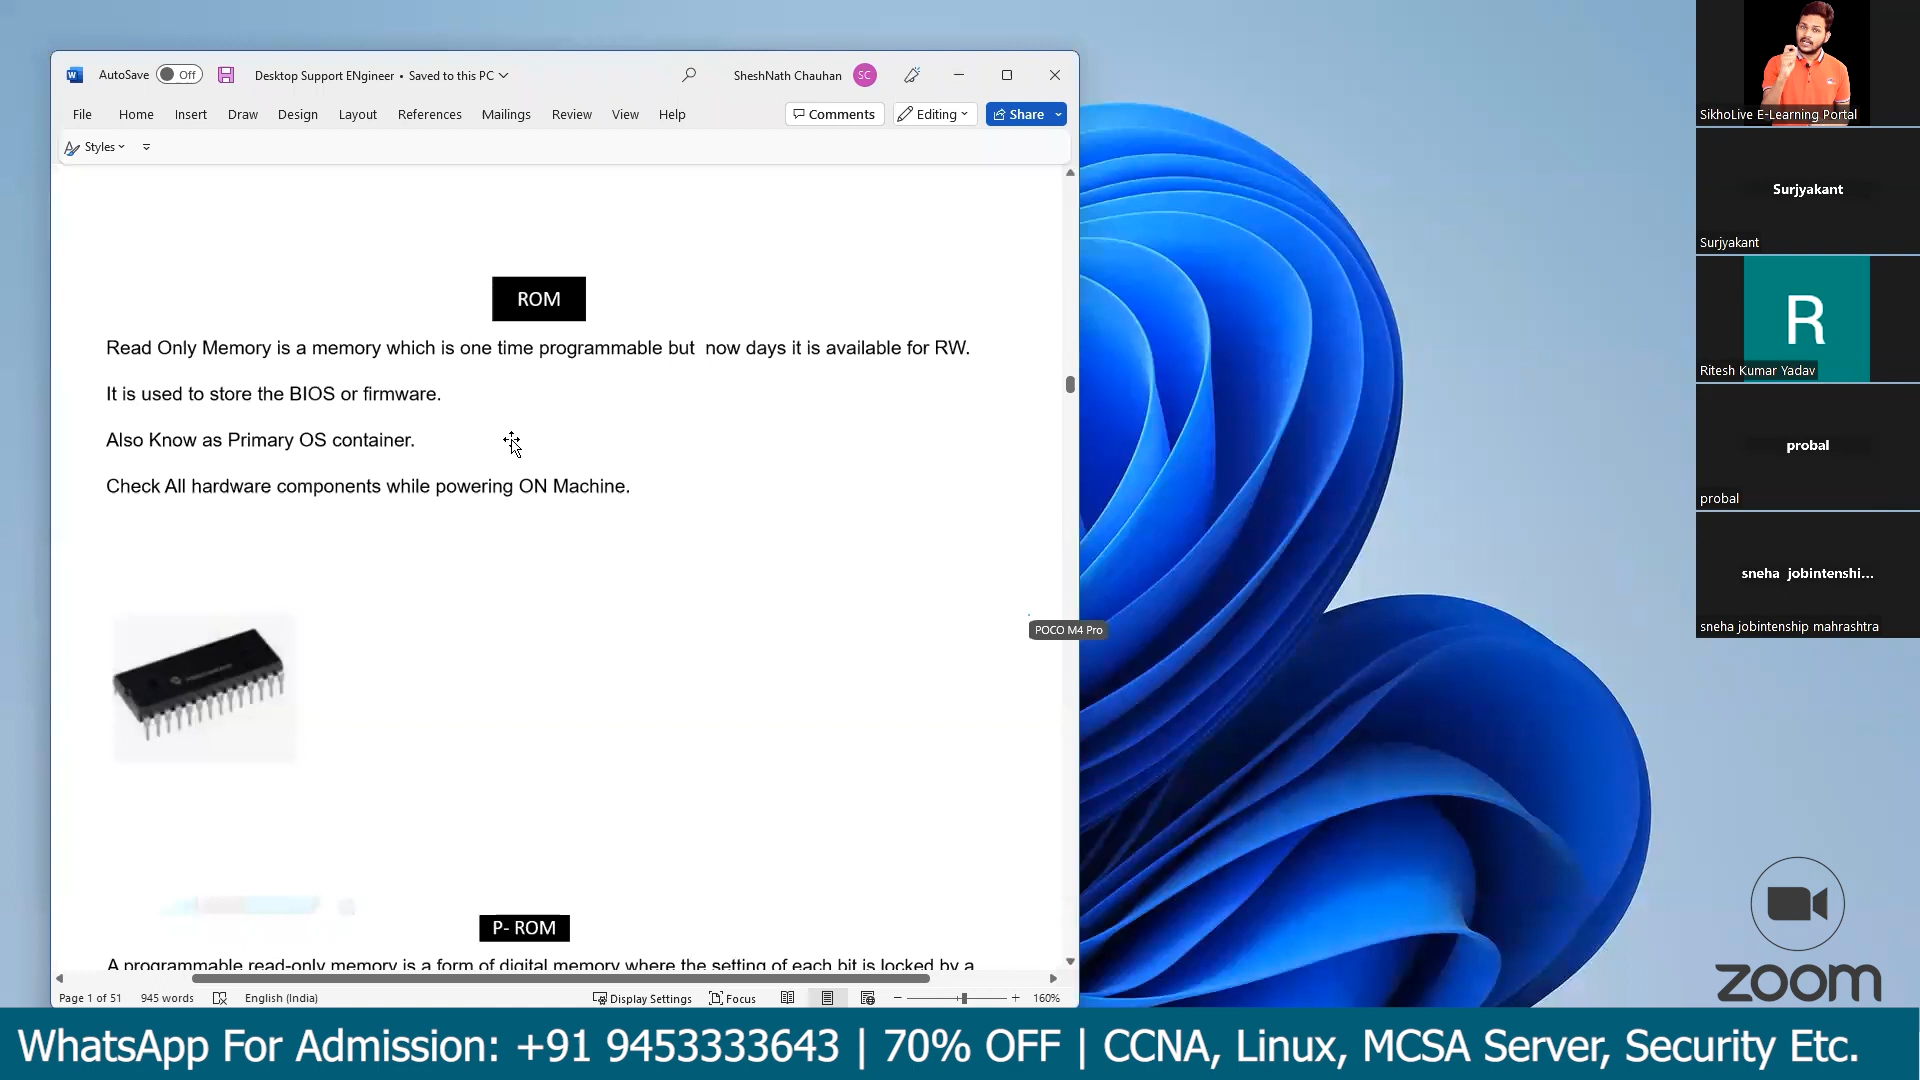 AutoSave Off Desktop Support ENgineer • Saved to this PC SheshNath Chauhan SC
File Home Insert Draw Design Layout References Mailings Review View Help Comments Editing Share
Styles
ROM
Read Only Memory is a memory which is one time programmable but now days it is available for RW.
It is used to store the BIOS or firmware.
Also Know as Primary OS container.
Check All hardware components while powering ON Machine.
POCO M4 Pro
P- ROM
A programmable read-only memory is a form of digital memory where the setting of each bit is locked by a
Page 1 of 51 945 words English (India) Display Settings Focus 160%
SikhoLive E-Learning Portal
Surjyakant
Surjyakant
R
Ritesh Kumar Yadav
probal
probal
sneha jobintenshi...
sneha jobintenship mahrashtra
zoom
WhatsApp For Admission: +91 9453333643 | 70% OFF | CCNA, Linux, MCSA Server, Security Etc.